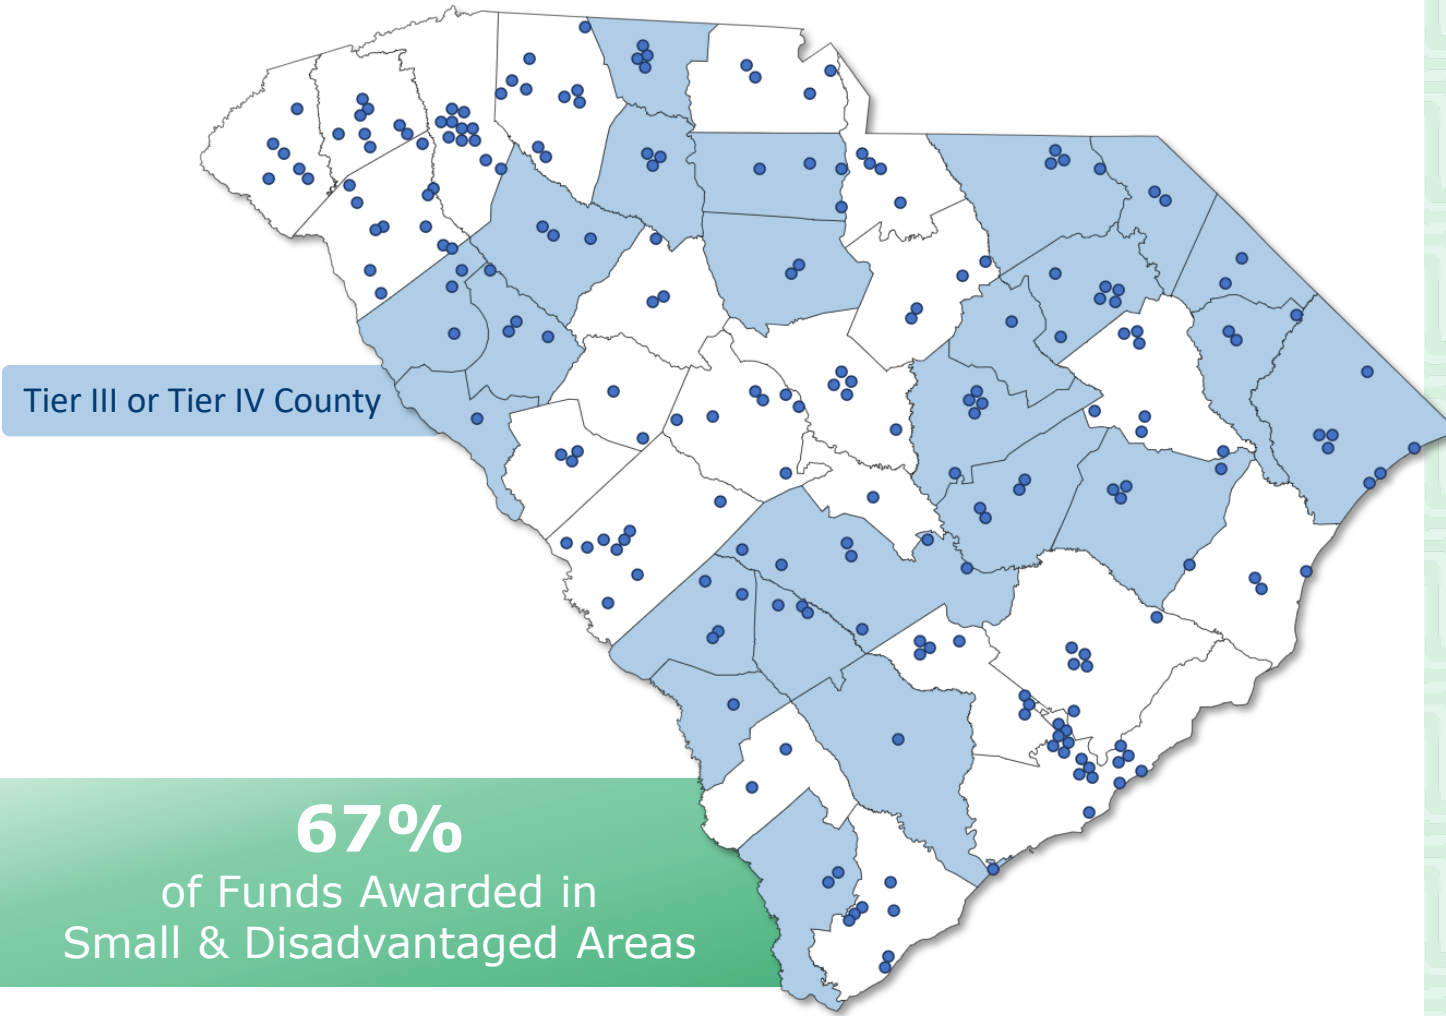 Tier III or Tier IV County
67%
of Funds Awarded in
Small & Disadvantaged Areas